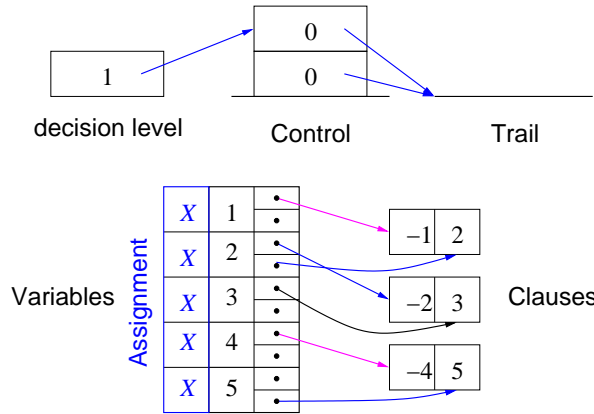 0
1
0
decision level
Control
Trail
X 1
–1 2
X 2
Variables
Assignment
X 3
–2 3
Clauses
X 4
–4 5
X 5